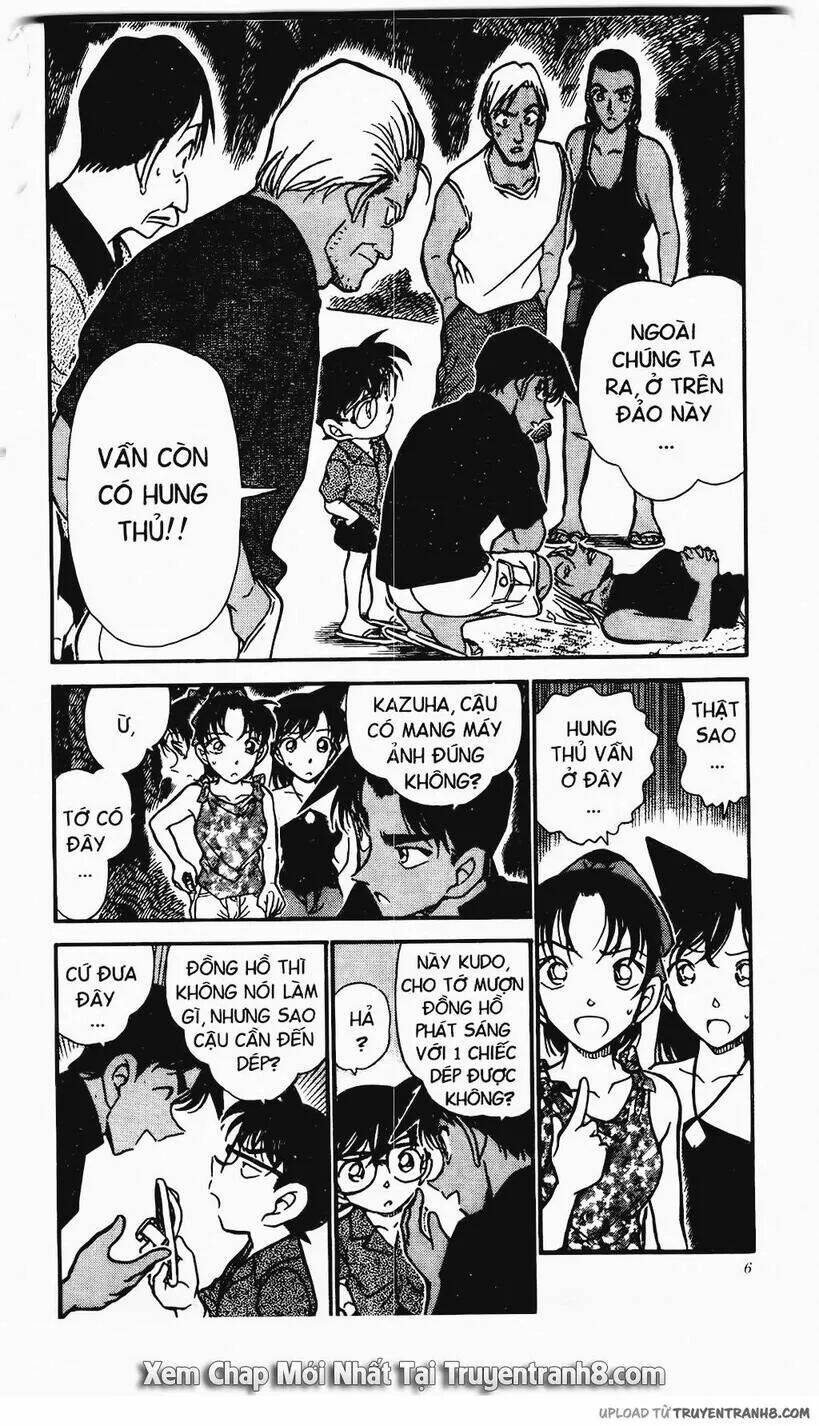 NGOÀI
CHÚNG TA
RA, Ở TRÊN
ĐẢO NÀY
...
VẪN CÒN
CÓ HUNG
THỦ!!
THẬT
SAO
...
HUNG
THỦ VẪN
Ở ĐÂY
...
KAZUHA, CẬU
CÓ MANG MÁY
ẢNH ĐÚNG
KHÔNG?
Ừ,
TỚ CÓ
ĐÂY
...
NÀY KUDO,
CHO TỚ MƯỢN
ĐỒNG HỒ
PHÁT SÁNG
VỚI 1 CHIẾC
DÉP ĐƯỢC
KHÔNG?
HẢ
?
ĐỒNG HỒ THÌ
KHÔNG NÓI LÀM
GÌ, NHƯNG SAO
CẬU CẦN ĐẾN
DÉP?
CỨ ĐƯA
ĐÂY
...
6
Xem Chap Mới Nhất Tại Truyentranh8.com
UPLOAD TỪ TRUYENTRANH8.COM